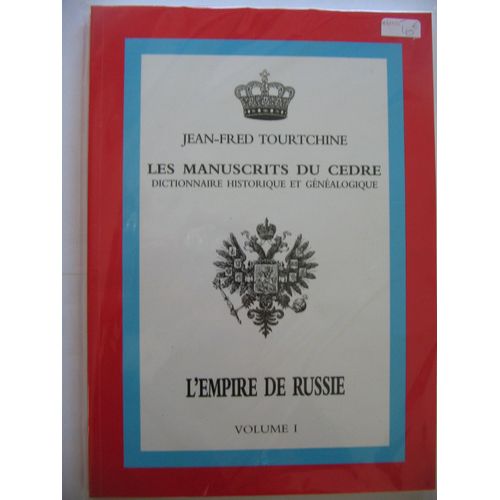 JEAN-FRED TOURTCHINE
LES MANUSCRITS DU CEDRE
DICTIONNAIRE HISTORIQUE ET GÉNÉALOGIQUE
L'EMPIRE DE RUSSIE
VOLUME I